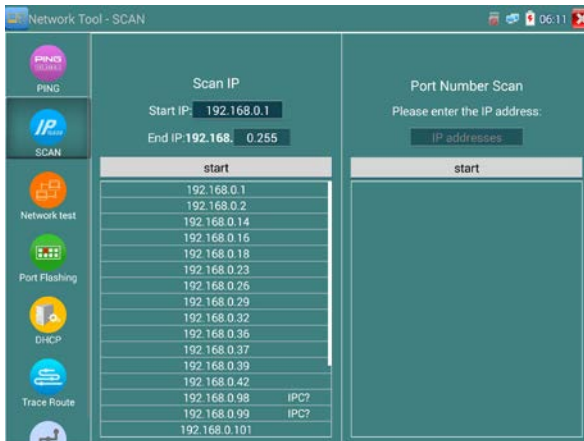 Network Tool - SCAN
06:11
PING
PING
IP
SCAN
Network test
Port Flashing
DHCP
Trace Route
Scan IP
Start IP: 192.168.0.1
End IP:192.168. 0.255
start
192.168.0.1
192.168.0.2
192.168.0.14
192.168.0.16
192.168.0.18
192.168.0.23
192.168.0.26
192.168.0.29
192.168.0.32
192.168.0.36
192.168.0.37
192.168.0.39
192.168.0.42
192.168.0.98 IPC?
192.168.0.99 IPC?
192.168.0.101
Port Number Scan
Please enter the IP address:
IP addresses
start